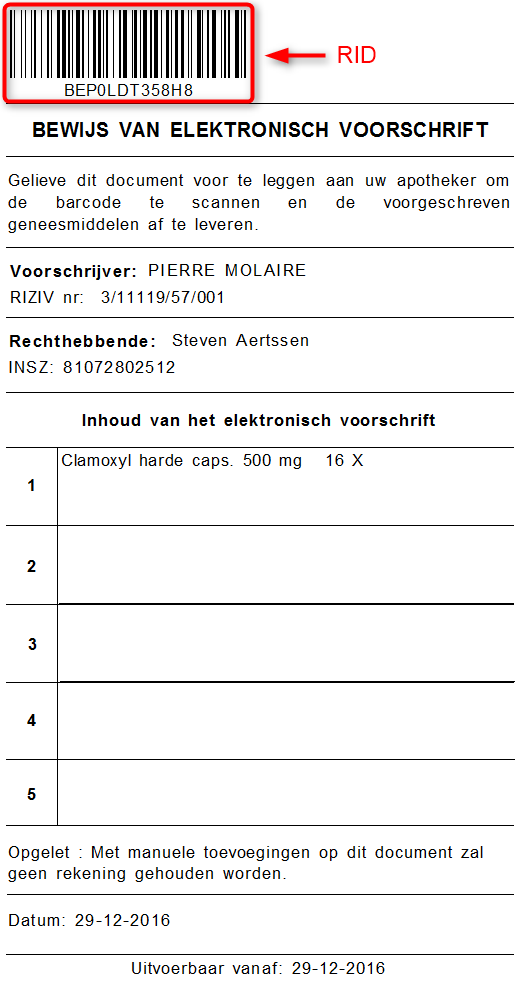 RID
BEP0LDT358H8
BEWIJS VAN ELEKTRONISCH VOORSCHRIFT
Gelieve dit document voor te leggen aan uw apotheker om
de barcode te scannen en de voorgeschreven
geneesmiddelen af te leveren.
Voorschrijver: PIERRE MOLAIRE
RIZIV nr: 3/11119/57/001
Rechthebbende: Steven Aertssen
INSZ: 81072802512
Inhoud van het elektronisch voorschrift
1 Clamoxyl harde caps. 500 mg 16 X
2
3
4
5
Opgelet : Met manuele toevoegingen op dit document zal
geen rekening gehouden worden.
Datum: 29-12-2016
Uitvoerbaar vanaf: 29-12-2016